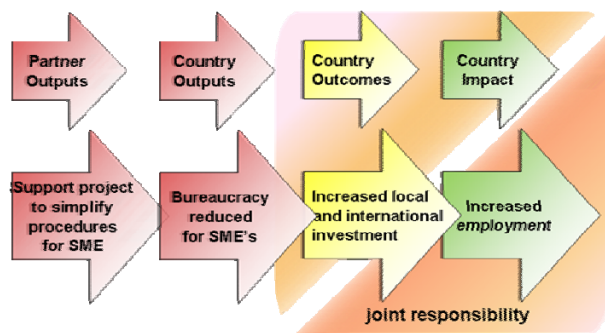 Partner
Outputs
Country
Outputs
Country
Outcomes
Country
Impact
Support project
to simplify
procedures
for SME
Bureaucracy
reduced
for SME's
Increased local
and international
investment
Increased
employment
joint responsibility